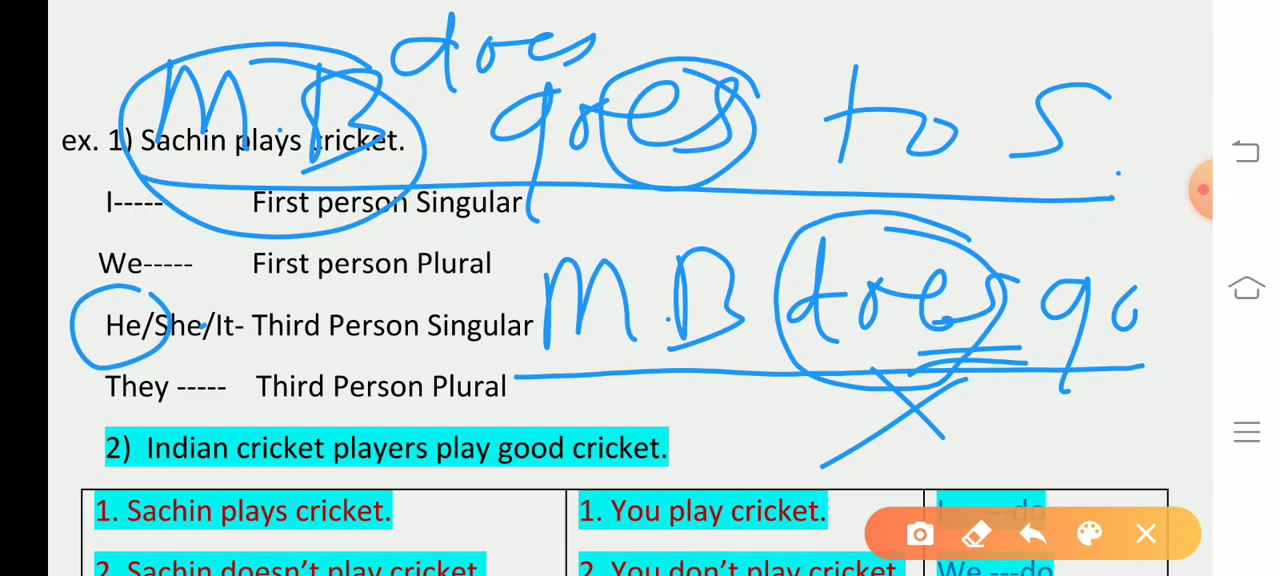 does
M.B goes to S.
ex. 1) Sachin plays cricket.
I----- First person Singular
We----- First person Plural
M.B does go
He/She/It- Third Person Singular
They ----- Third Person Plural
2) Indian cricket players play good cricket.
1. Sachin plays cricket. 1. You play cricket. I ----do
2. Sachin doesn't play cricket 2. You don't play cricket We ---do